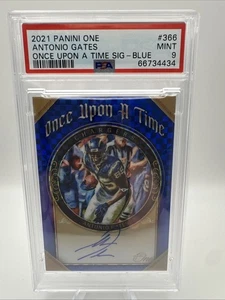 2021 PANINI ONE #366
ANTONIO GATES MINT
ONCE UPON A TIME SIG-BLUE 9
PSA 66734434
Once Upon A Time